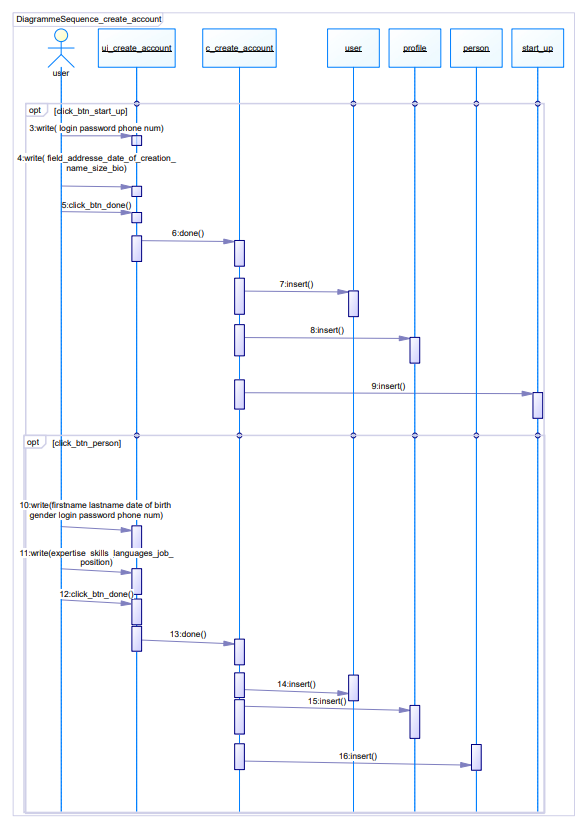 DiagrammeSequence_create_account
ui_create_account
c_create_account
user
profile
person
start_up
user
opt
[click_btn_start_up]
3:write( login password phone num)
4:write( field_addresse_date_of_creation_
name_size_bio)
5:click_btn_done()
6:done()
7:insert()
8:insert()
9:insert()
opt
[click_btn_person]
10:write(firstname lastname date of birth
gender login password phone num)
11:write(expertise_skills_languages_job_
position)
12:click_btn_done()
13:done()
14:insert()
15:insert()
16:insert()